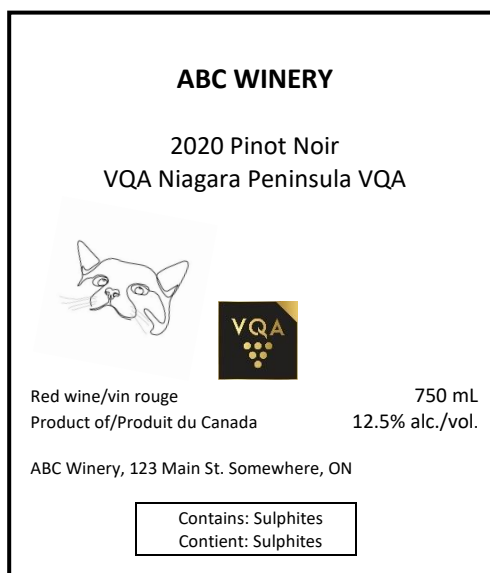 ABC WINERY
2020 Pinot Noir
VQA Niagara Peninsula VQA
VQA
Red wine/vin rouge 750 mL
Product of/Produit du Canada 12.5% alc./vol.
ABC Winery, 123 Main St. Somewhere, ON
Contains: Sulphites
Contient: Sulphites